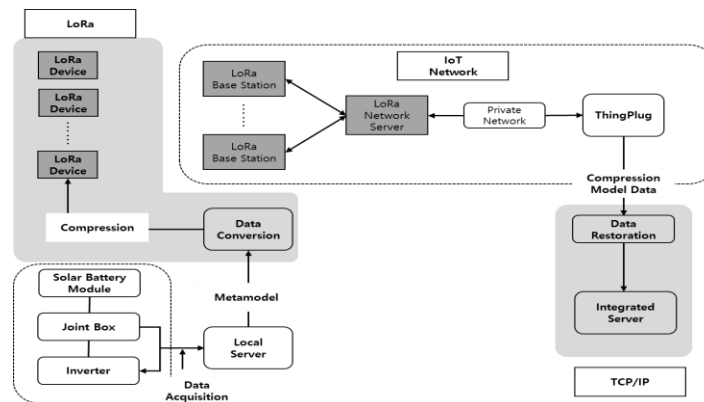 LoRa
LoRa
Device
LoRa
Device
LoRa
Device
Compression
Data
Conversion
IoT
Network
LoRa
Base Station
LoRa
Base Station
LoRa
Network
Server
Private
Network
ThingPlug
Compression
Model Data
Data
Restoration
Integrated
Server
TCP/IP
Solar Battery
Module
Joint Box
Inverter
Metamodel
Local
Server
Data
Acquisition